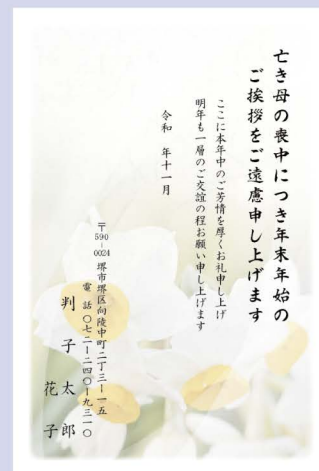 亡き母の喪中につき年末年始の
ご挨拶をご遠慮申し上げます
ここに本年中のご芳情を厚くお礼申し上げ
明年も一層のご交誼の程お願い申し上げます
令和　年十一月
〒590-0024 堺市堺区向陵中町二丁三ー一五
電話〇七二ー二四〇ー九三一〇
判子太郎
花子